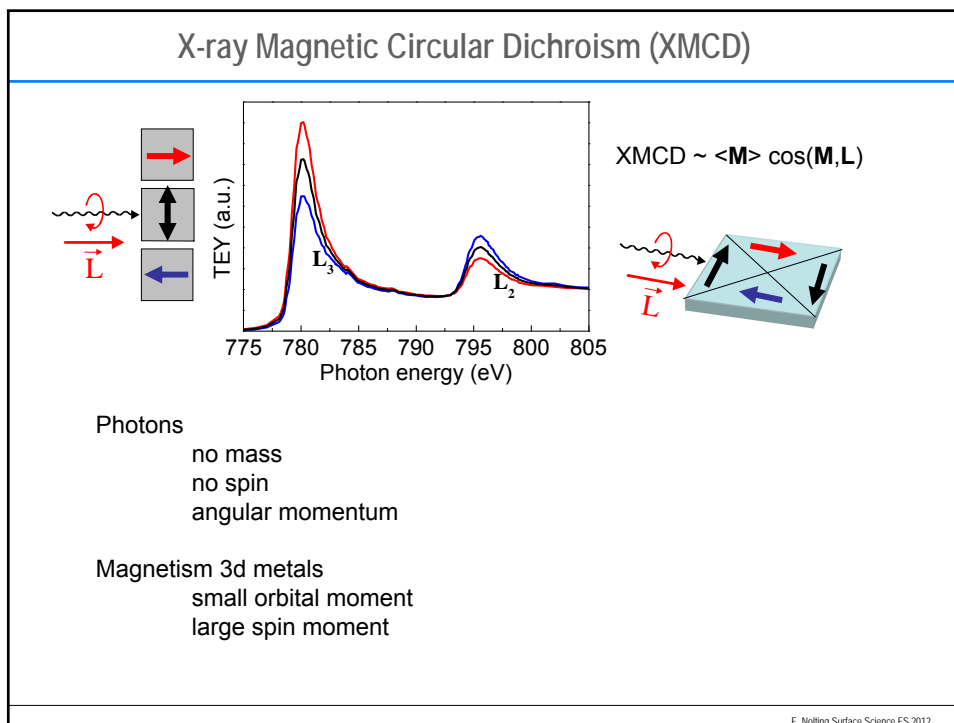 X-ray Magnetic Circular Dichroism (XMCD)
L
TEY (a.u.)
L3
L2
775 780 785 790 795 800 805
Photon energy (eV)
XMCD ~ <M> cos(M,L)
L
Photons
no mass
no spin
angular momentum
Magnetism 3d metals
small orbital moment
large spin moment
F. Nolting Surface Science FS 2012